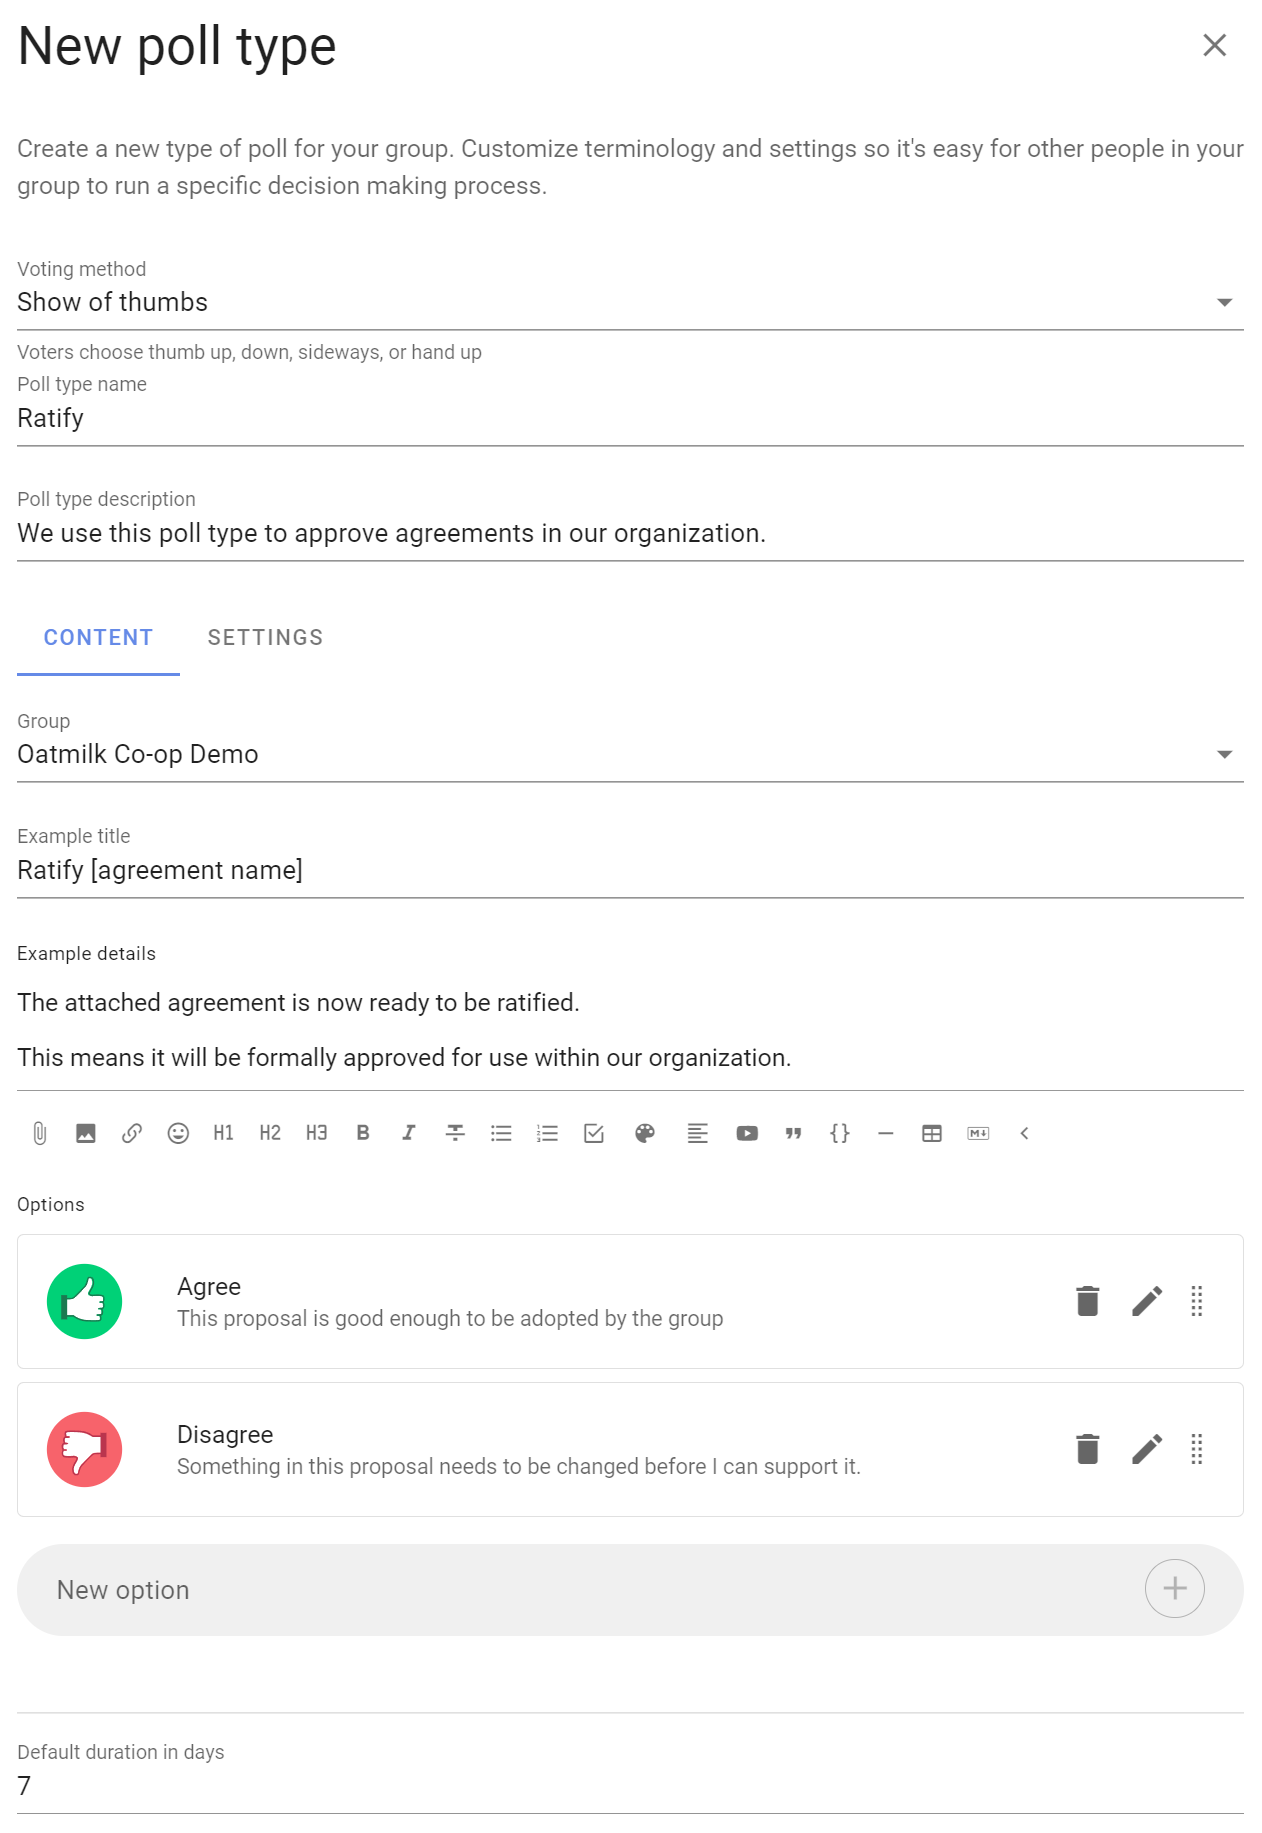 New poll type
Create a new type of poll for your group. Customize terminology and settings so it's easy for other people in your
group to run a specific decision making process.
Voting method
Show of thumbs
Voters choose thumb up, down, sideways, or hand up
Poll type name
Ratify
Poll type description
We use this poll type to approve agreements in our organization.
CONTENT SETTINGS
Group
Oatmilk Co-op Demo
Example title
Ratify [agreement name]
Example details
The attached agreement is now ready to be ratified.
This means it will be formally approved for use within our organization.
H1 H2 H3 B I
Options
Agree
This proposal is good enough to be adopted by the group
Disagree
Something in this proposal needs to be changed before I can support it.
New option
Default duration in days
7